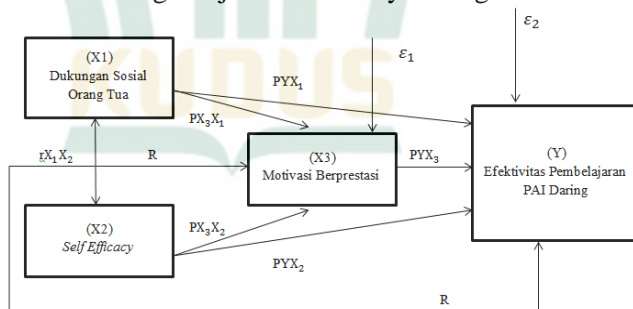 KUDUS
ε₂
(X1)
Dukungan Sosial
Orang Tua
ε₁
PYX₁
PX₃X₁
(Y)
Efektivitas Pembelajaran
PAI Daring
rX₁X₂
R
(X3)
Motivasi Berprestasi
PYX₃
(X2)
Self Efficacy
PX₃X₂
PYX₂
R